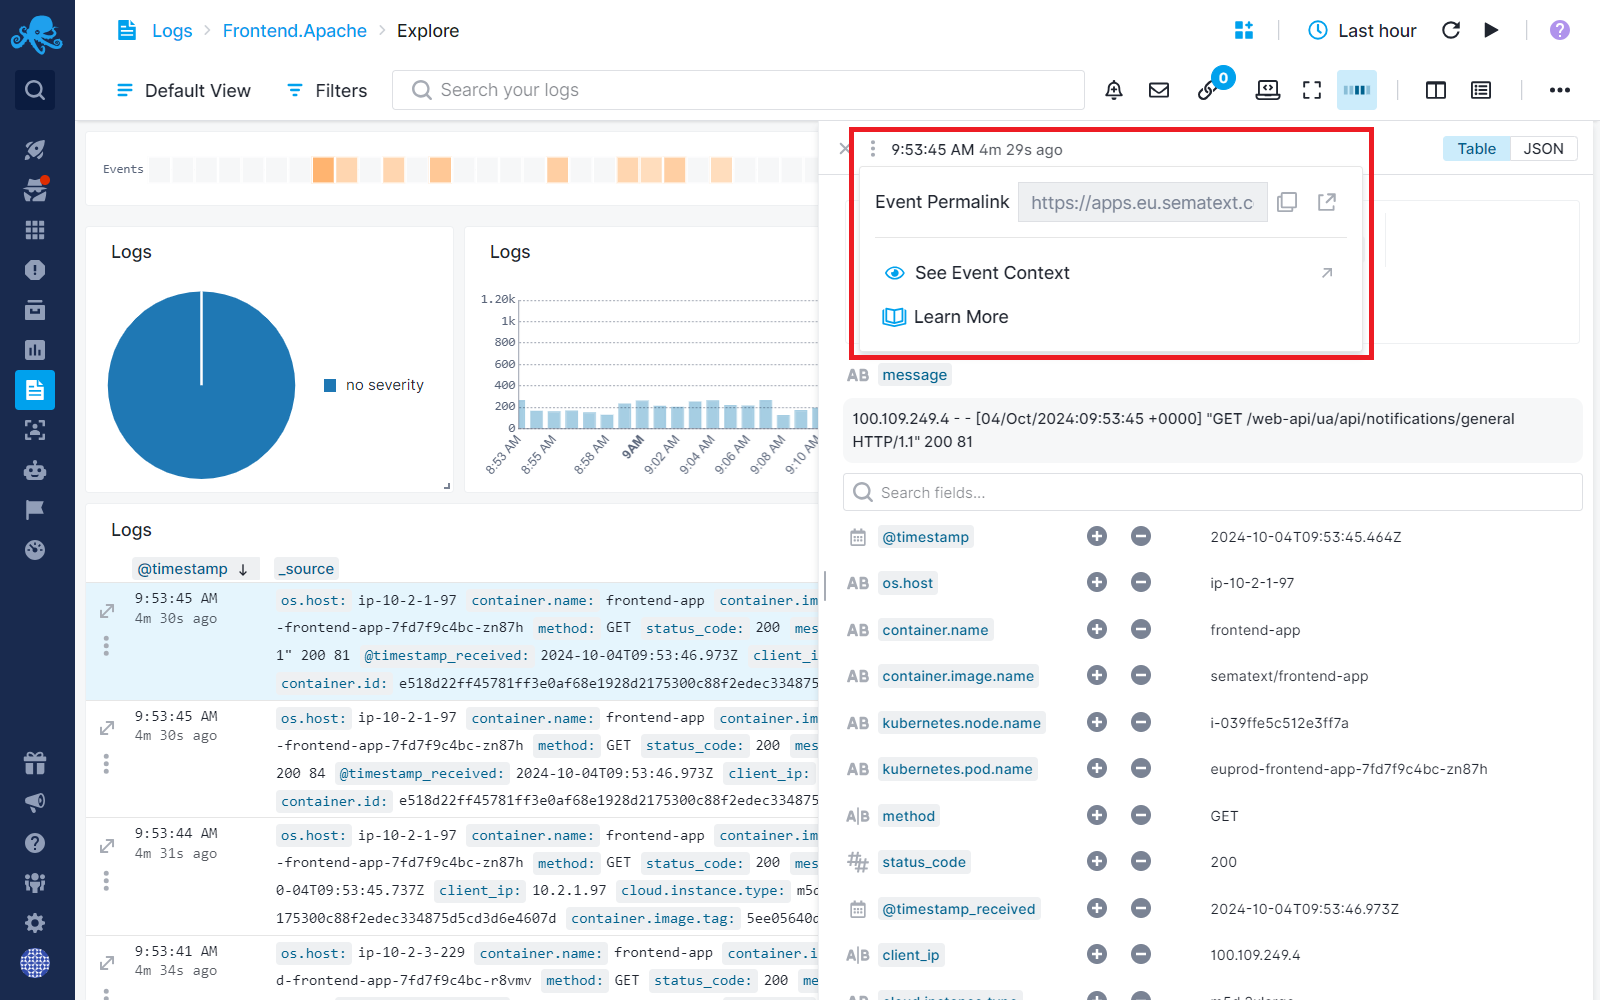 Logs > Frontend.Apache > Explore
Last hour
?
Default View
Filters
Search your logs
0
Events
Logs
no severity
Logs
1.20k
1k
800
600
400
200
0
8:53 AM
8:55 AM
8:58 AM
9AM
9:02 AM
9:04 AM
9:06 AM
9:08 AM
9:10 AM
Logs
@timestamp ↓ _source
9:53:45 AM
4m 30s ago
os.host: ip-10-2-1-97 container.name: frontend-app container.im
-frontend-app-7fd7f9c4bc-zn87h method: GET status_code: 200 mes
1" 200 81 @timestamp_received: 2024-10-04T09:53:46.973Z client_i
container.id: e518d22ff45781ff3e0af68e1928d2175300c88f2edec334875
9:53:45 AM
4m 30s ago
os.host: ip-10-2-1-97 container.name: frontend-app container.im
-frontend-app-7fd7f9c4bc-zn87h method: GET status_code: 200 mes
200 84 @timestamp_received: 2024-10-04T09:53:46.973Z client_ip:
container.id: e518d22ff45781ff3e0af68e1928d2175300c88f2edec334875
9:53:44 AM
4m 31s ago
os.host: ip-10-2-1-97 container.name: frontend-app container.im
-frontend-app-7fd7f9c4bc-zn87h method: GET status_code: 200 mes
0-04T09:53:45.737Z client_ip: 10.2.1.97 cloud.instance.type: m5d
175300c88f2edec334875d5cd3d6e4607d container.image.tag: 5ee05640d
9:53:41 AM
4m 34s ago
os.host: ip-10-2-3-229 container.name: frontend-app container.i
d-frontend-app-7fd7f9c4bc-r8vmv method: GET status_code: 200 me
9:53:45 AM 4m 29s ago
Table JSON
Event Permalink https://apps.eu.sematext.c
See Event Context
Learn More
AB message
100.109.249.4 - - [04/Oct/2024:09:53:45 +0000] "GET /web-api/ua/api/notifications/general
HTTP/1.1" 200 81
Search fields...
@timestamp 2024-10-04T09:53:45.464Z
AB os.host ip-10-2-1-97
AB container.name frontend-app
AB container.image.name sematext/frontend-app
AB kubernetes.node.name i-039ffe5c512e3ff7a
AB kubernetes.pod.name euprod-frontend-app-7fd7f9c4bc-zn87h
A|B method GET
## status_code 200
@timestamp_received 2024-10-04T09:53:46.973Z
A|B client_ip 100.109.249.4
AB cloud.instance.type m5d.2xlarge